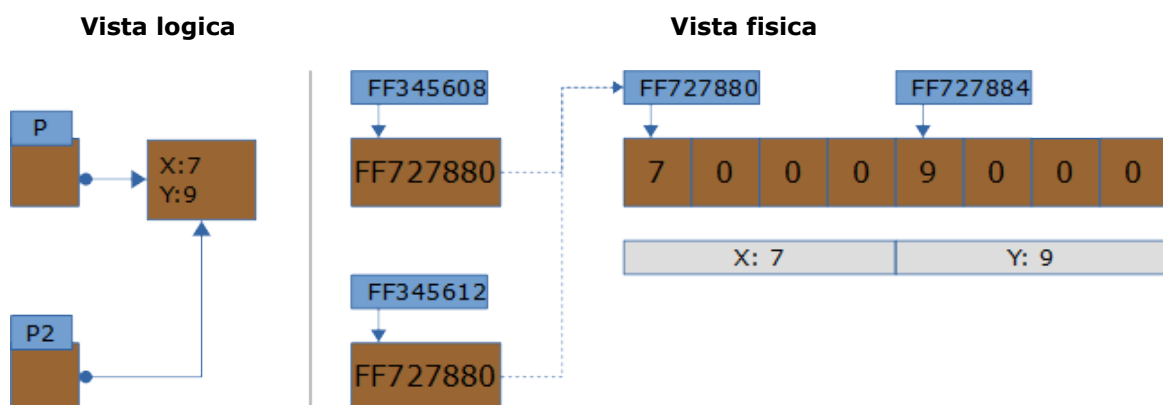 Vista logica
Vista fisica
P
X:7
Y:9
P2
FF345608
FF727880
FF345612
FF727880
FF727880
FF727884
7 0 0 0 9 0 0 0
X: 7 Y: 9